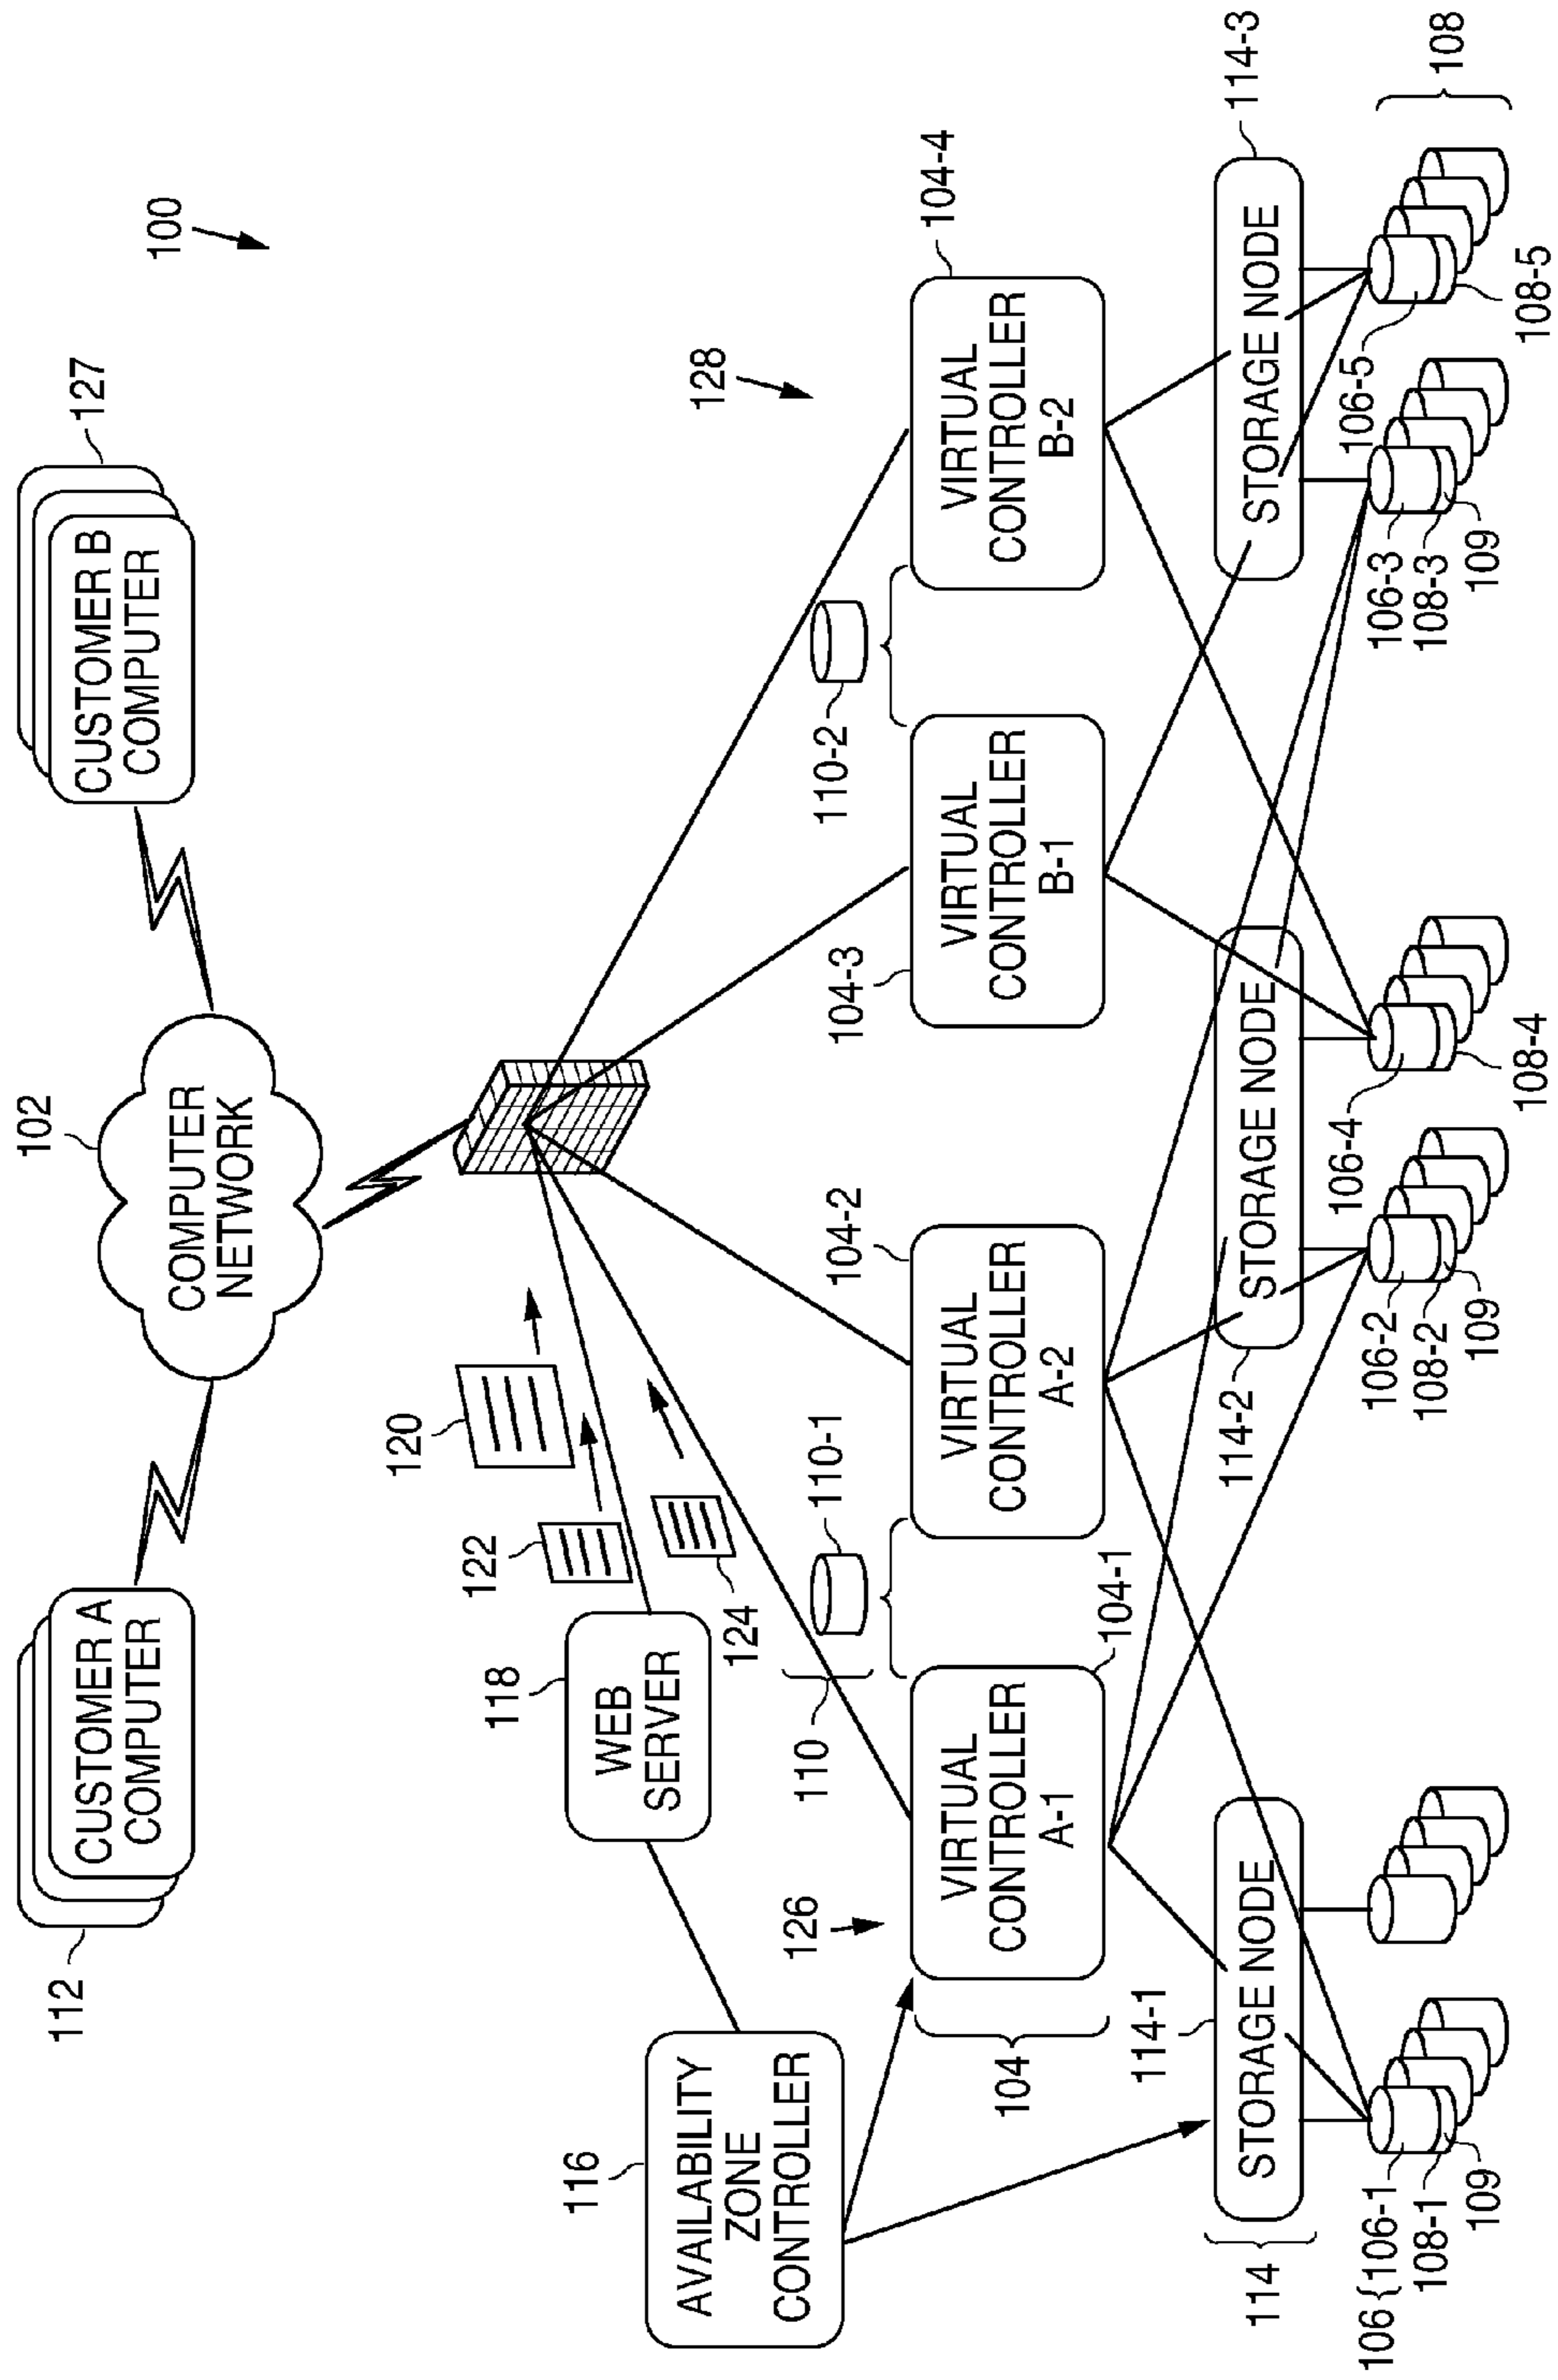 100
112
CUSTOMER A
COMPUTER
102
COMPUTER
NETWORK
CUSTOMER B
COMPUTER
127
120
122
124
118
WEB
SERVER
116
AVAILABILITY
ZONE
CONTROLLER
126
110
110-1
104-2
104-3
110-2
128
104-4
VIRTUAL
CONTROLLER
A-1
104-1
VIRTUAL
CONTROLLER
A-2
VIRTUAL
CONTROLLER
B-1
VIRTUAL
CONTROLLER
B-2
104
114-1
114-2
114-3
114
STORAGE NODE
STORAGE NODE
STORAGE NODE
106
106-1
108-1
109
106-2
108-2
109
106-4
108-4
106-3
108-3
109
106-5
108-5
108